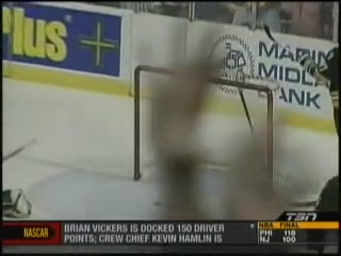 Plus
MARINE
MIDL
ANK
TSN
NASCAR
BRIAN VICKERS IS DOCKED 150 DRIVER
POINTS; CREW CHIEF KEVIN HAMLIN IS
NBA FINAL
PHI 118
NJ 100